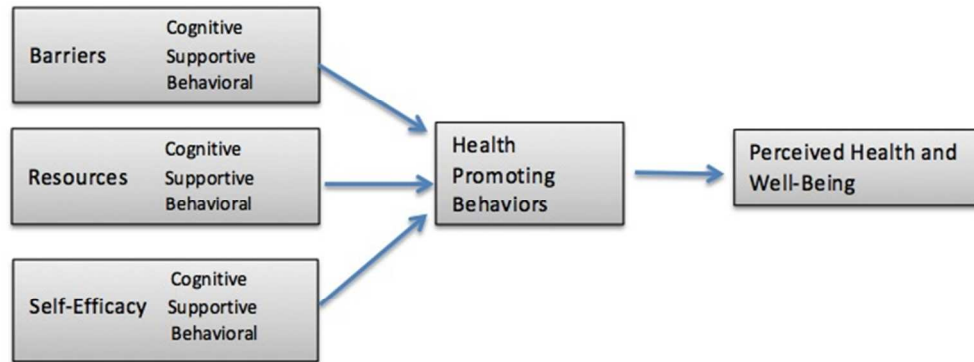 Cognitive
Barriers Supportive
Behavioral
Cognitive
Resources Supportive
Behavioral
Cognitive
Self-Efficacy Supportive
Behavioral
Health
Promoting
Behaviors
Perceived Health and
Well-Being